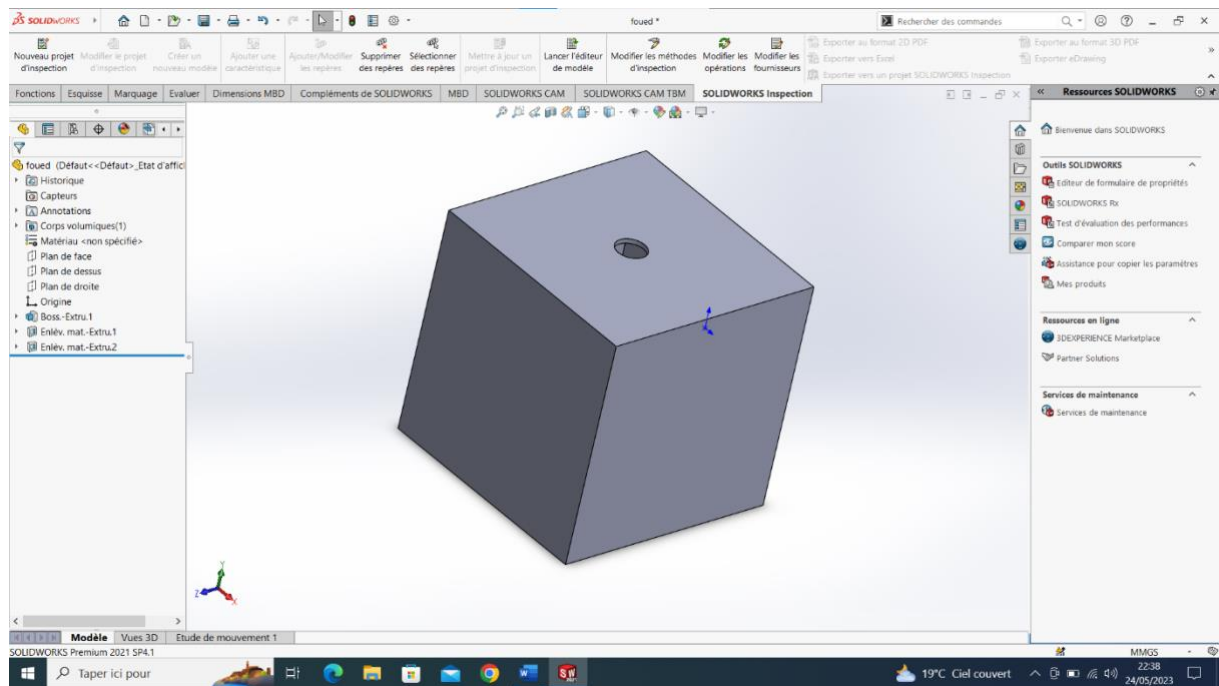 SOLIDWORKS
foued *
Rechercher des commandes
Nouveau projet d'inspection
Modifier le projet d'inspection
Créer un nouveau modèle
Ajouter une caractéristique
Ajouter/Modifier les repères
Supprimer des repères
Sélectionner des repères
Mettre à jour un projet d'inspection
Lancer l'éditeur de modèle
Modifier les méthodes d'inspection
Modifier les opérations
Modifier les fournisseurs
Exporter au format 2D PDF
Exporter vers Excel
Exporter vers un projet SOLIDWORKS Inspection
Exporter au format 3D PDF
Exporter eDrawing
Fonctions Esquisse Marquage Evaluer Dimensions MBD Compléments de SOLIDWORKS MBD SOLIDWORKS CAM SOLIDWORKS CAM TBM SOLIDWORKS Inspection
foued (Défaut<<Défaut>_Etat d'affic
Historique
Capteurs
Annotations
Corps volumiques(1)
Matériau <non spécifié>
Plan de face
Plan de dessus
Plan de droite
Origine
Boss.-Extru.1
Enlèv. mat.-Extru.1
Enlèv. mat.-Extru.2
Y
Z
X
Ressources SOLIDWORKS
Bienvenue dans SOLIDWORKS
Outils SOLIDWORKS
Editeur de formulaire de propriétés
SOLIDWORKS Rx
Test d'évaluation des performances
Comparer mon score
Assistance pour copier les paramètres
Mes produits
Ressources en ligne
3DEXPERIENCE Marketplace
Partner Solutions
Services de maintenance
Services de maintenance
Modèle Vues 3D Etude de mouvement 1
SOLIDWORKS Premium 2021 SP4.1
MMGS
Taper ici pour
19°C Ciel couvert
22:38
24/05/2023